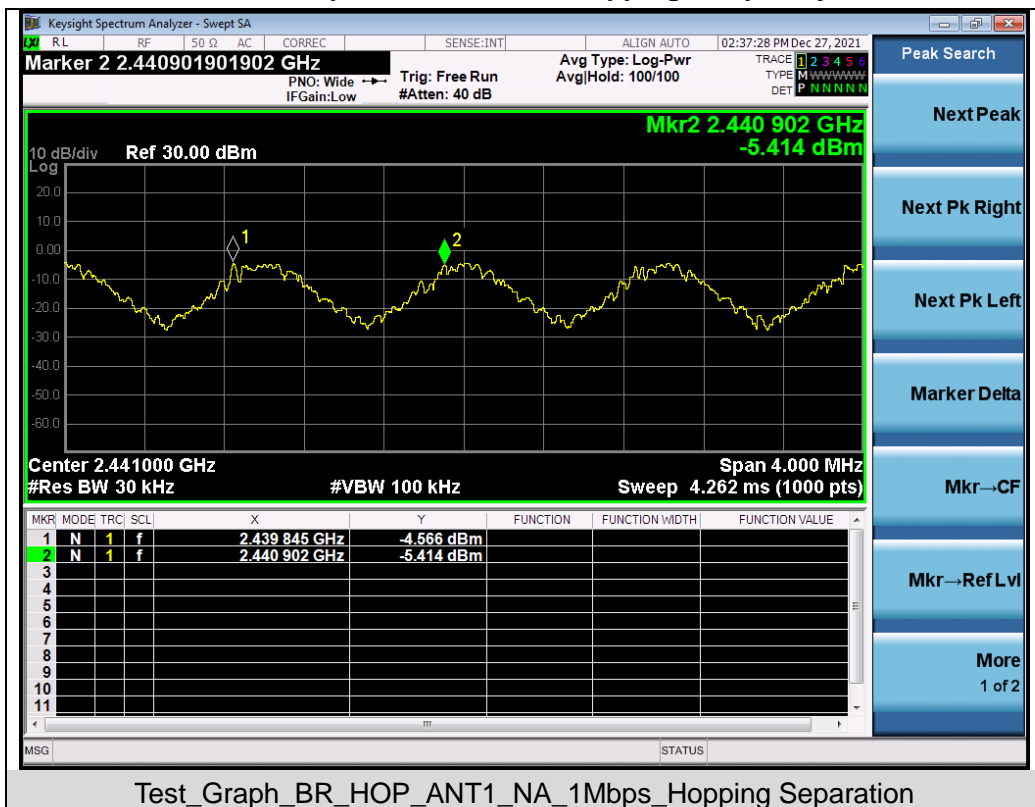 Keysight Spectrum Analyzer - Swept SA
LXI RL RF 50 Ω AC CORREC SENSE:INT ALIGN AUTO 02:37:28 PM Dec 27, 2021
Marker 2 2.440901901902 GHz
PNO: Wide
IFGain:Low
Trig: Free Run
#Atten: 40 dB
Avg Type: Log-Pwr
Avg|Hold: 100/100
TRACE 1 2 3 4 5 6
TYPE M WWWWW
DET P N N N N N
Peak Search
Mkr2 2.440 902 GHz
-5.414 dBm
10 dB/div Ref 30.00 dBm
Log
20.0
10.0
0.00
-10.0
-20.0
-30.0
-40.0
-50.0
-60.0
1
2
Center 2.441000 GHz Span 4.000 MHz
#Res BW 30 kHz #VBW 100 kHz Sweep 4.262 ms (1000 pts)
MKR MODE TRC SCL X Y FUNCTION FUNCTION WIDTH FUNCTION VALUE
1 N 1 f 2.439 845 GHz -4.566 dBm
2 N 1 f 2.440 902 GHz -5.414 dBm
3
4
5
6
7
8
9
10
11
Next Peak
Next Pk Right
Next Pk Left
Marker Delta
Mkr→CF
Mkr→Ref Lvl
More
1 of 2
MSG STATUS
Test_Graph_BR_HOP_ANT1_NA_1Mbps_Hopping Separation